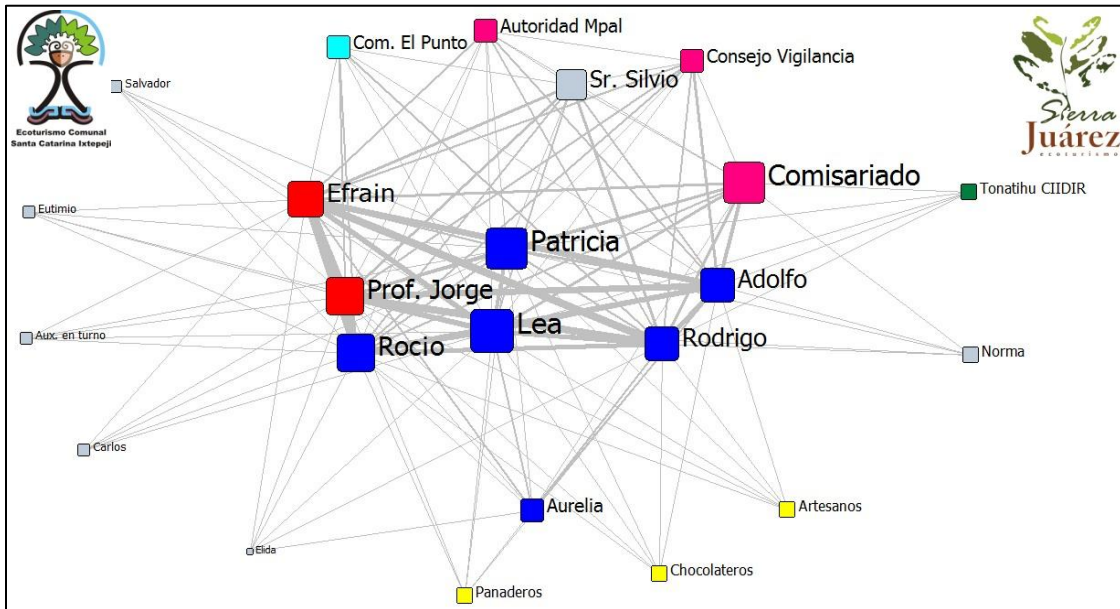 Autoridad Mpal
Com. El Punto
Consejo Vigilancia
Sr. Silvio
Salvador
Ecoturismo Comunal
Santa Catarina Ixtepeji
Sierra
Juárez
ecoturismo
Comisariado
Efrain
Tonatihu CIIDIR
Eutimio
Patricia
Adolfo
Prof. Jorge
Lea
Aux. en turno
Rodrigo
Rocio
Norma
Carlos
Aurelia
Artesanos
Elida
Chocolateros
Panaderos